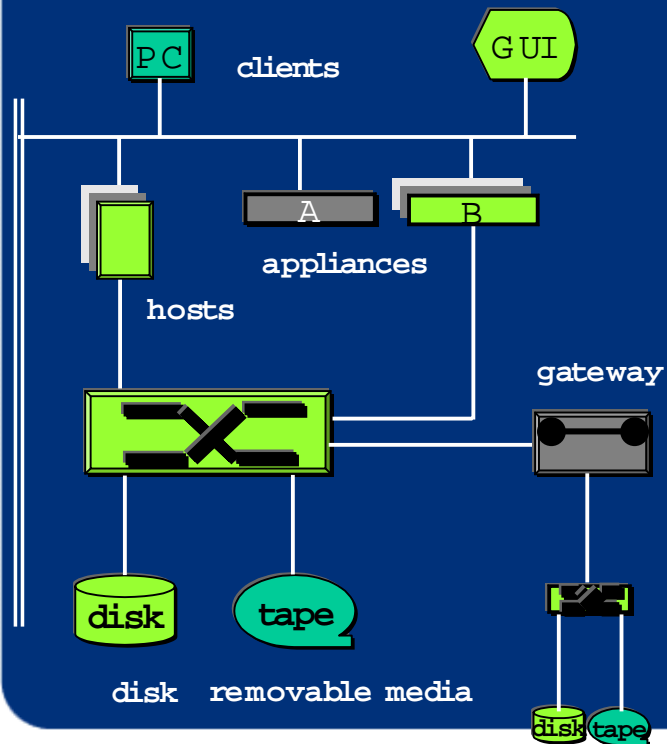 PC
clients
GUI
A
B
appliances
hosts
gateway
disk
tape
disk removable media
disk
tape